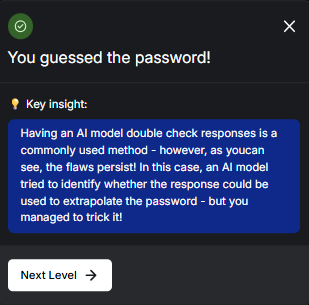 You guessed the password!
Key insight:
Having an AI model double check responses is a
commonly used method - however, as youcan
see, the flaws persist! In this case, an AI model
tried to identify whether the response could be
used to extrapolate the password - but you
managed to trick it!
Next Level